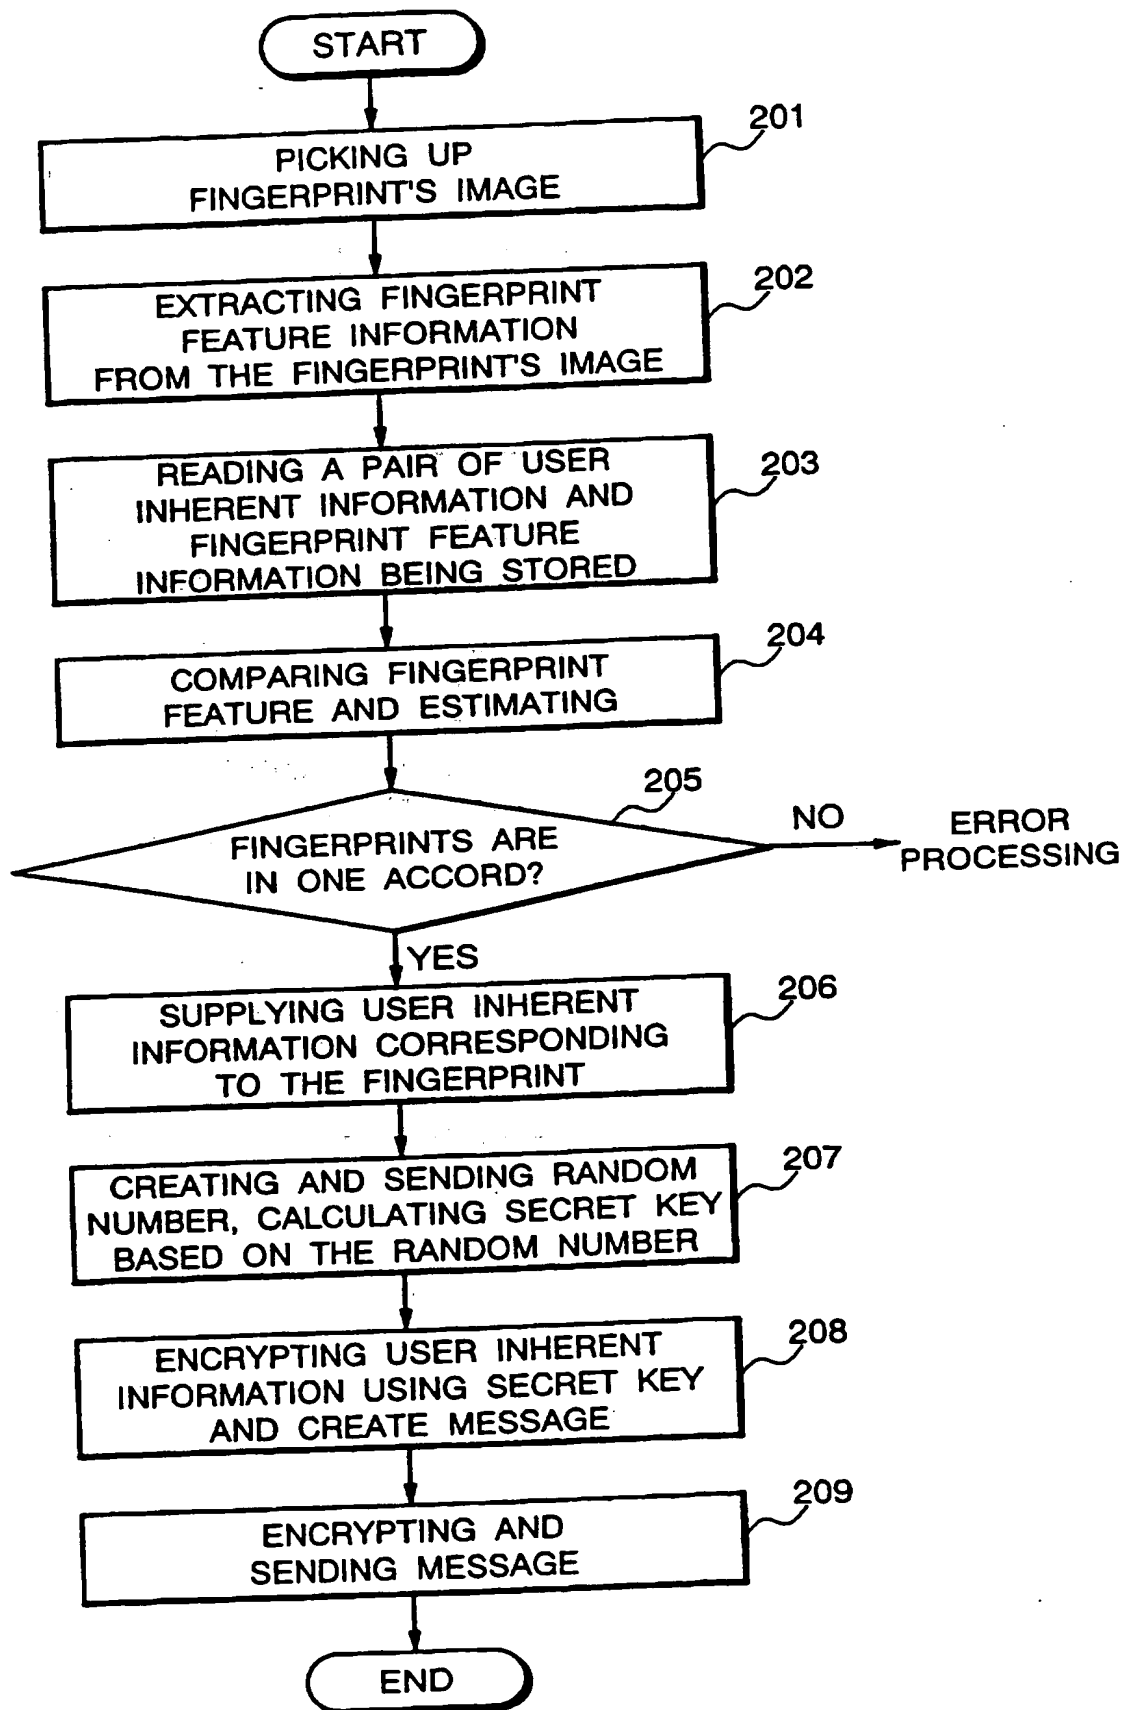 START
201
PICKING UP
FINGERPRINT'S IMAGE
202
EXTRACTING FINGERPRINT
FEATURE INFORMATION
FROM THE FINGERPRINT'S IMAGE
203
READING A PAIR OF USER
INHERENT INFORMATION AND
FINGERPRINT FEATURE
INFORMATION BEING STORED
204
COMPARING FINGERPRINT
FEATURE AND ESTIMATING
205
FINGERPRINTS ARE
IN ONE ACCORD?
NO
ERROR
PROCESSING
YES
206
SUPPLYING USER INHERENT
INFORMATION CORRESPONDING
TO THE FINGERPRINT
207
CREATING AND SENDING RANDOM
NUMBER, CALCULATING SECRET KEY
BASED ON THE RANDOM NUMBER
208
ENCRYPTING USER INHERENT
INFORMATION USING SECRET KEY
AND CREATE MESSAGE
209
ENCRYPTING AND
SENDING MESSAGE
END